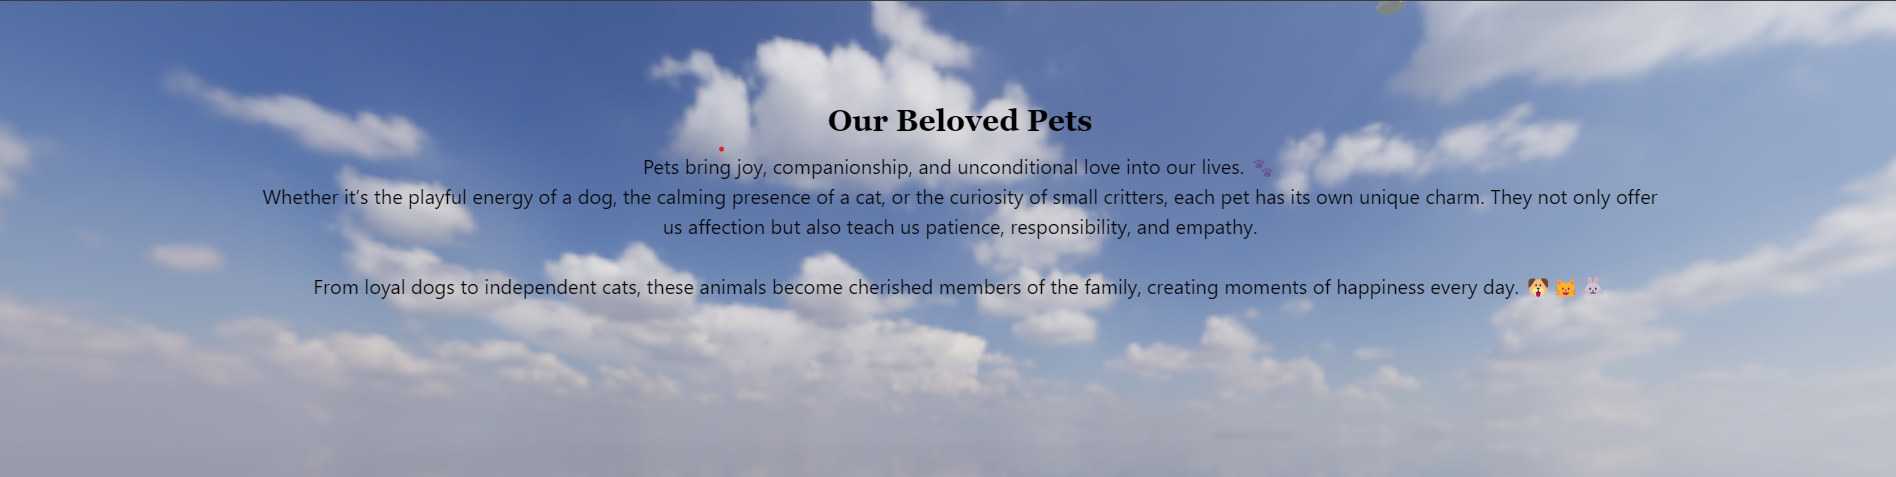 Our Beloved Pets
Pets bring joy, companionship, and unconditional love into our lives. 🐾
Whether it's the playful energy of a dog, the calming presence of a cat, or the curiosity of small critters, each pet has its own unique charm. They not only offer
us affection but also teach us patience, responsibility, and empathy.
From loyal dogs to independent cats, these animals become cherished members of the family, creating moments of happiness every day. 🐶 🐱 🐰